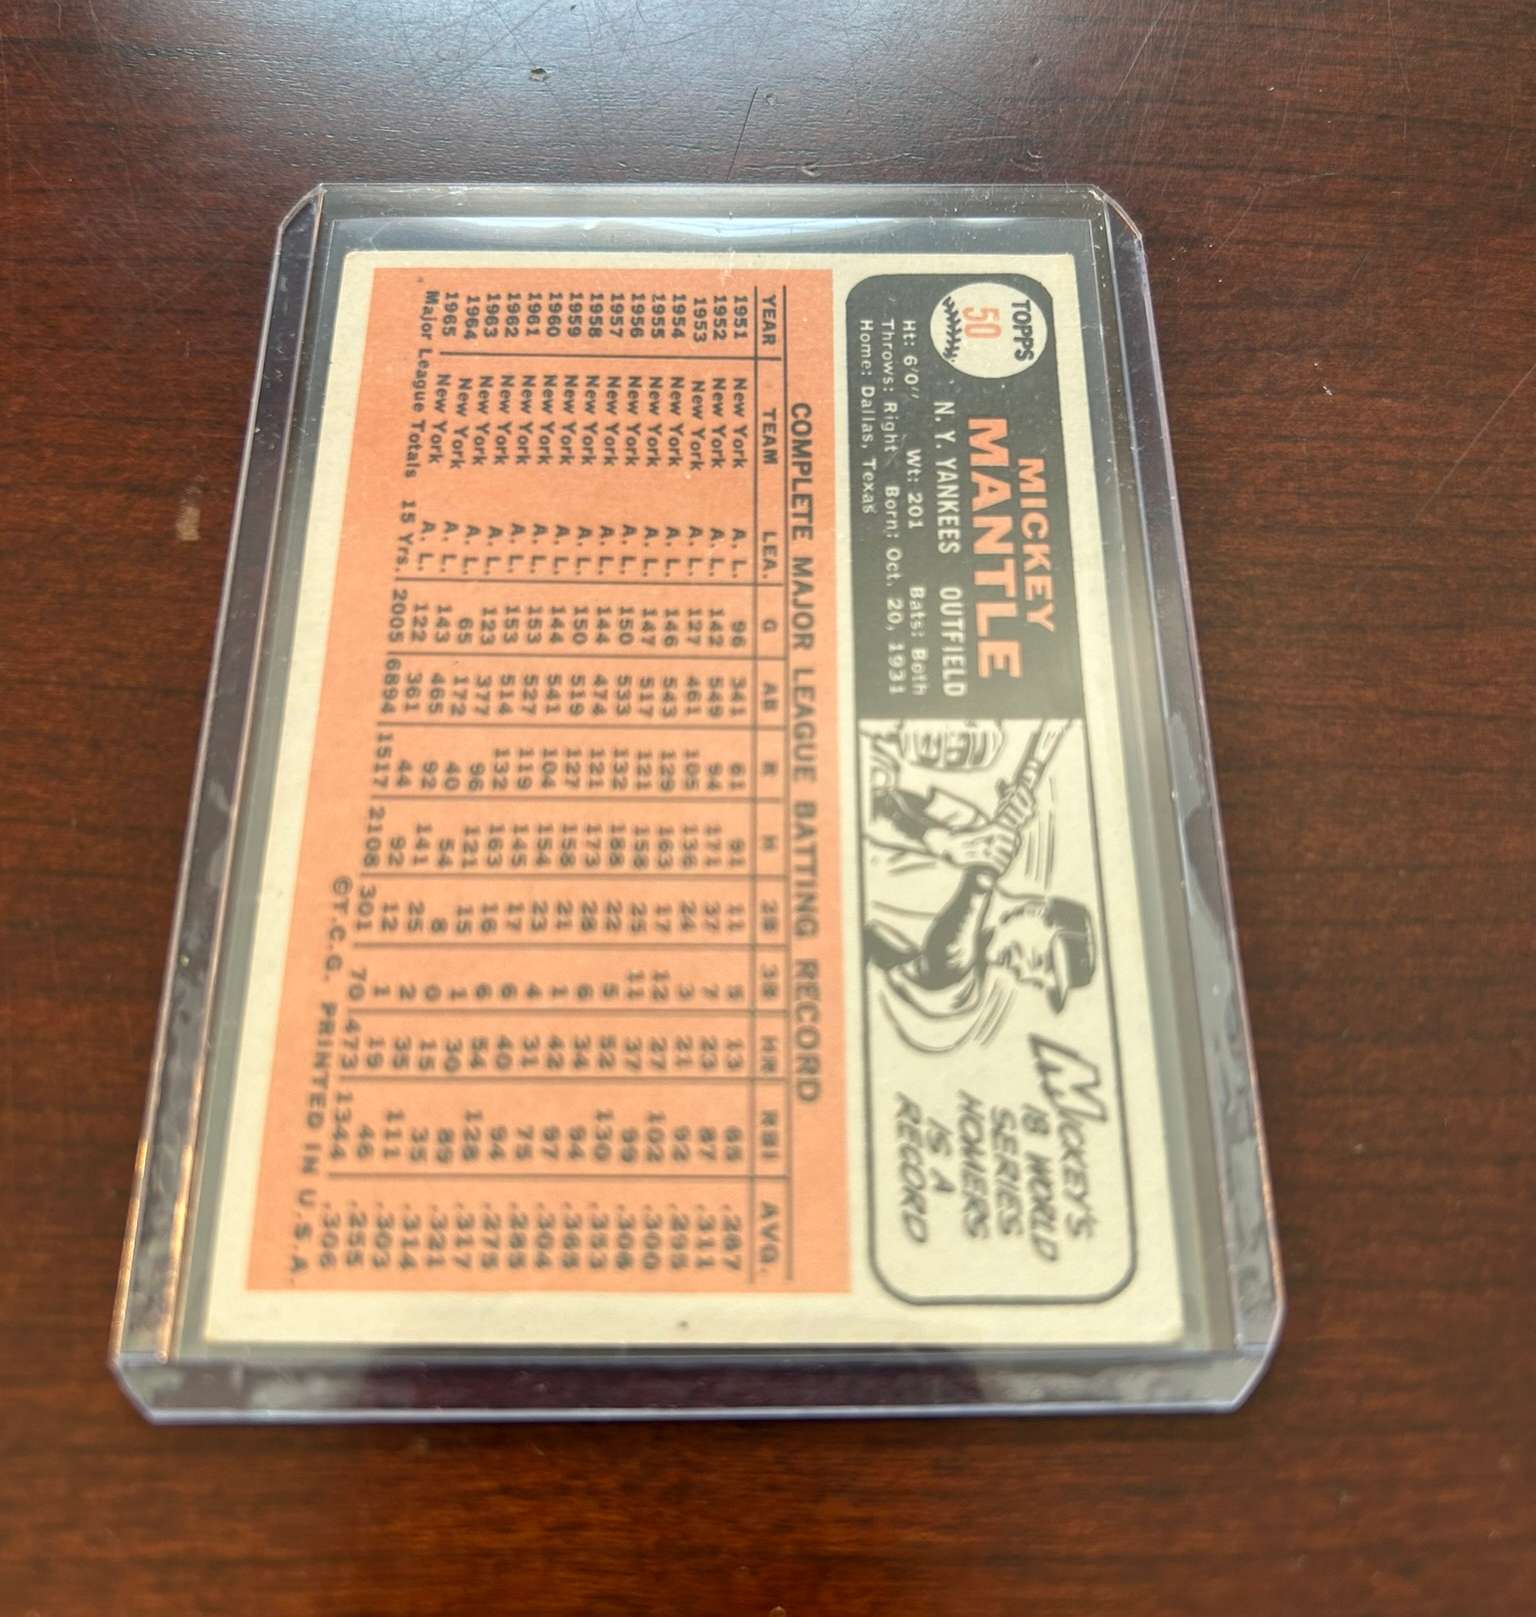 TOPPS
50
MICKEY
MANTLE
N. Y. YANKEES OUTFIELD
Ht: 6'0" Wt: 201 Bats: Both
Throws: Right Born: Oct. 20, 1931
Home: Dallas, Texas
MICKEY'S
18 WORLD
SERIES
HOMERS
IS A
RECORD
COMPLETE MAJOR LEAGUE BATTING RECORD
YEAR TEAM LEA. G AB R H 2B 3B HR RBI AVG.
1951 New York A. L. 96 341 61 91 11 5 13 65 .267
1952 New York A. L. 142 549 94 171 37 7 23 87 .311
1953 New York A. L. 127 461 105 136 24 3 21 92 .295
1954 New York A. L. 146 543 129 163 17 12 27 102 .300
1955 New York A. L. 147 517 121 158 25 11 37 99 .306
1956 New York A. L. 150 533 132 188 22 5 52 130 .353
1957 New York A. L. 144 474 121 173 28 6 34 94 .365
1958 New York A. L. 150 519 127 158 21 1 42 97 .304
1959 New York A. L. 144 541 104 154 23 4 31 75 .285
1960 New York A. L. 153 527 119 145 17 6 40 94 .275
1961 New York A. L. 153 514 132 163 16 6 54 128 .317
1962 New York A. L. 123 377 96 121 15 1 30 89 .321
1963 New York A. L. 65 172 40 54 8 0 15 35 .314
1964 New York A. L. 143 465 92 141 25 2 35 111 .303
1965 New York A. L. 122 361 44 92 12 1 19 46 .255
Major League Totals 15 Yrs. 2005 6894 1517 2108 301 70 473 1344 .306
©T. C. G. PRINTED IN U. S. A.